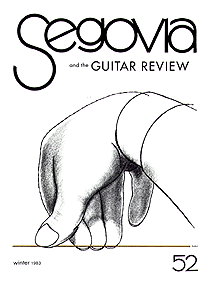 Segovia
and the GUITAR REVIEW
winter 1983
52